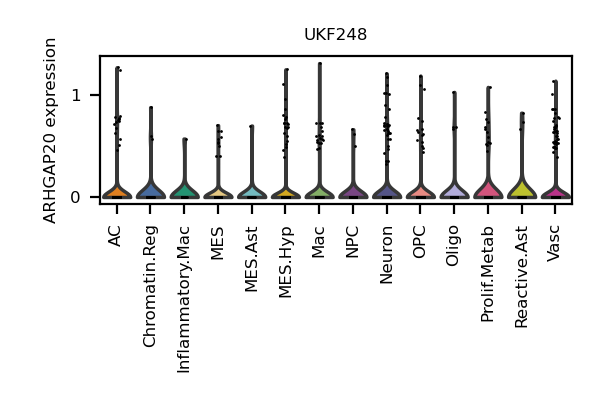 UKF248
ARHGAP20 expression
1
0
AC
Chromatin.Reg
Inflammatory.Mac
MES
MES.Ast
MES.Hyp
Mac
NPC
Neuron
OPC
Oligo
Prolif.Metab
Reactive.Ast
Vasc